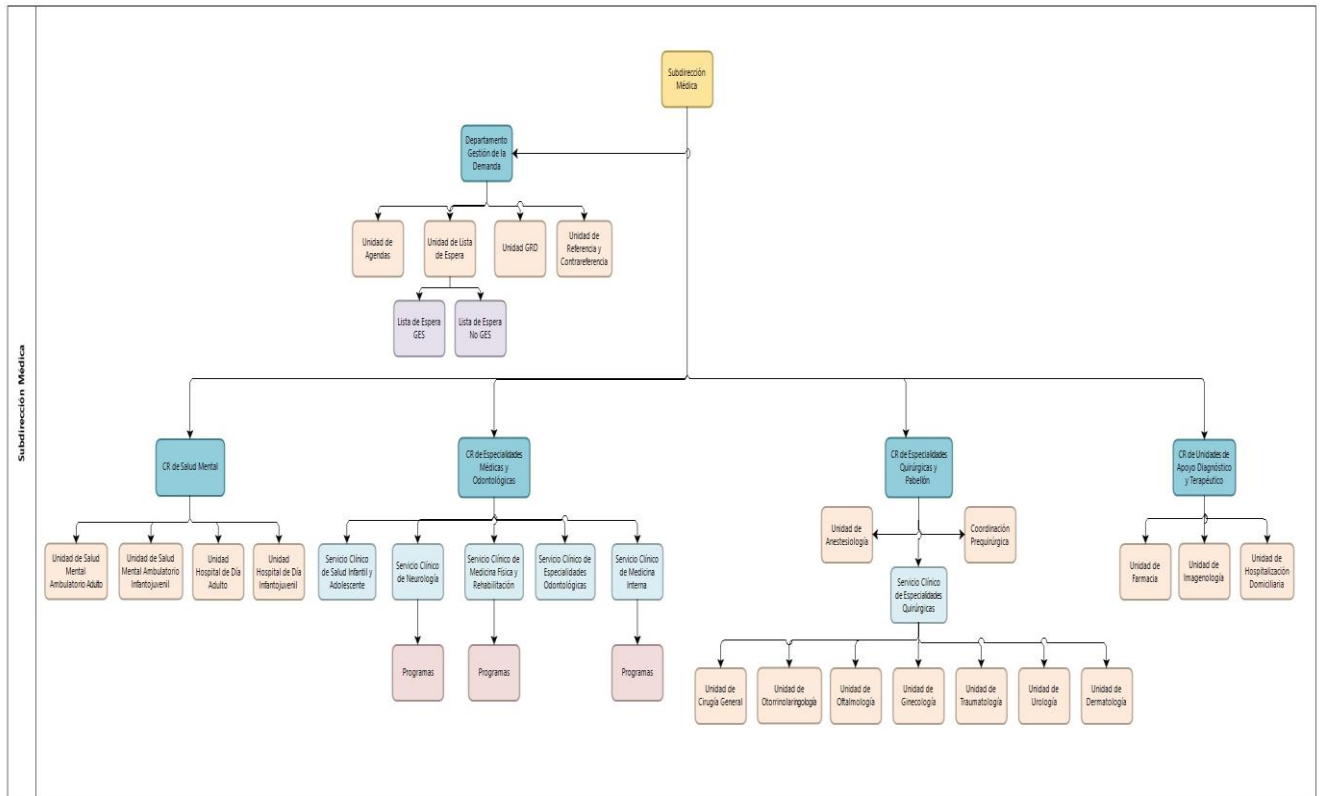 Subdirección Médica
Subdirección
Médica
Departamento
Gestión de la
Demanda
Unidad de
Agendas
Unidad de Lista
de Espera
Unidad GRD
Unidad de
Referencia y
Contrareferencia
Lista de Espera
GES
Lista de Espera
No GES
CR de Salud Mental
CR de Especialidades
Médicas y
Odontológicas
CR de Especialidades
Quirúrgicas y
Pabellón
CR de Unidades de
Apoyo Diagnóstico
y Terapéutico
Unidad de Salud
Mental
Ambulatorio Adulto
Unidad de Salud
Mental Ambulatorio
Infantojuvenil
Unidad
Hospital de Día
Adulto
Unidad
Hospital de Día
Infantojuvenil
Servicio Clínico
de Salud Infantil y
Adolescente
Servicio Clínico
de Neurología
Servicio Clínico de
Medicina Física y
Rehabilitación
Servicio Clínico de
Especialidades
Odontológicas
Servicio Clínico
de Medicina
Interna
Programas
Programas
Programas
Unidad de
Anestesiología
Coordinación
Prequirúrgica
Servicio Clínico
de Especialidades
Quirúrgicas
Unidad de
Farmacia
Unidad de
Imagenología
Unidad de
Hospitalización
Domiciliaria
Unidad de
Cirugía General
Unidad de
Otorrinolaringología
Unidad de
Oftalmología
Unidad de
Ginecología
Unidad de
Traumatología
Unidad de
Urología
Unidad de
Dermatología